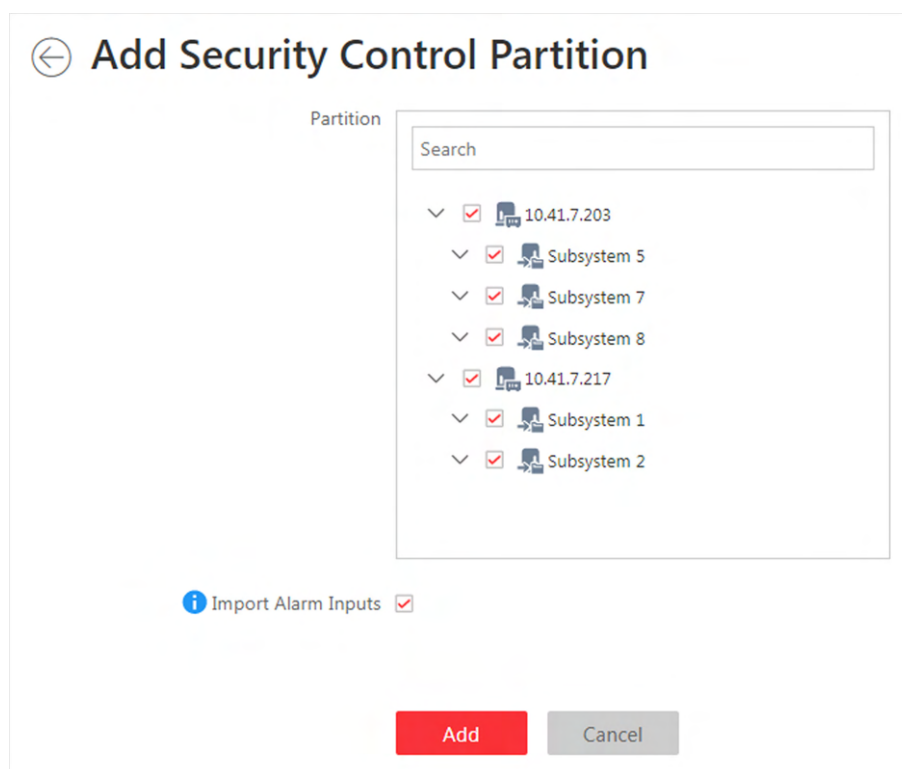 Add Security Control Partition
Partition
Search
10.41.7.203
Subsystem 5
Subsystem 7
Subsystem 8
10.41.7.217
Subsystem 1
Subsystem 2
Import Alarm Inputs
Add Cancel